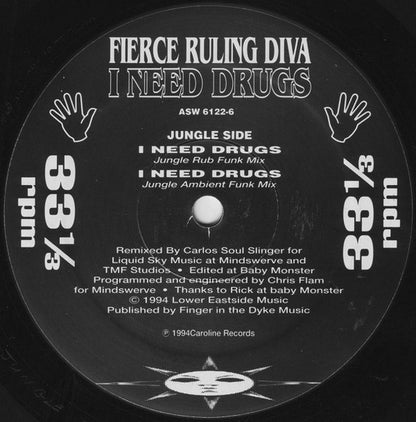 FIERCE RULING DIVA
I NEED DRUGS
ASW 6122-6
JUNGLE SIDE
I NEED DRUGS
Jungle Rub Funk Mix
I NEED DRUGS
Jungle Ambient Funk Mix
33⅓ rpm
33⅓ rpm
Remixed By Carlos Soul Slinger for
Liquid Sky Music at Mindswerve and
TMF Studios • Edited at Baby Monster
Programmed and engineered by Chris Flam
for Mindswerve • Thanks to Rick at baby Monster
© 1994 Lower Eastside Music
Published by Finger in the Dyke Music
℗ 1994Caroline Records